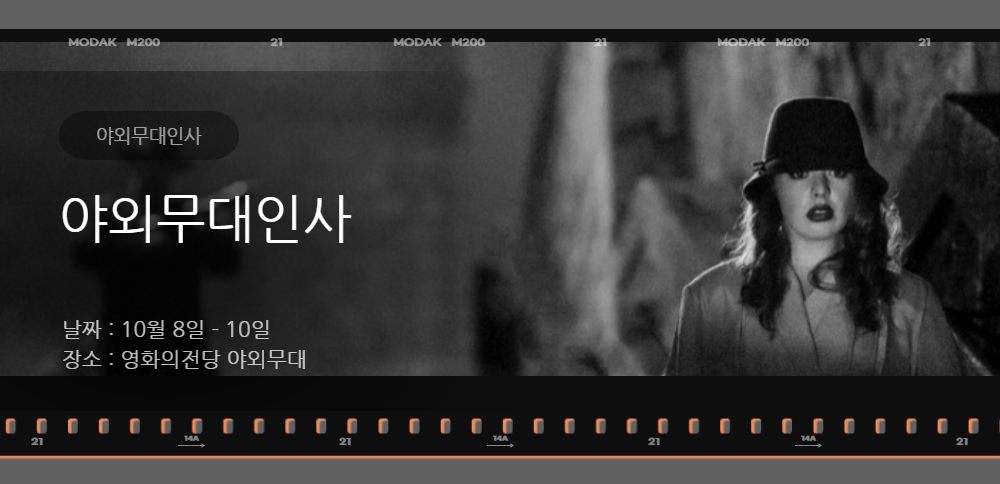 MODAK M200 21 MODAK M200 21 MODAK M200 21
야외무대인사
야외무대인사
날짜 : 10월 8일 - 10일
장소 : 영화의전당 야외무대
21 14A 21 14A 21 14A 21